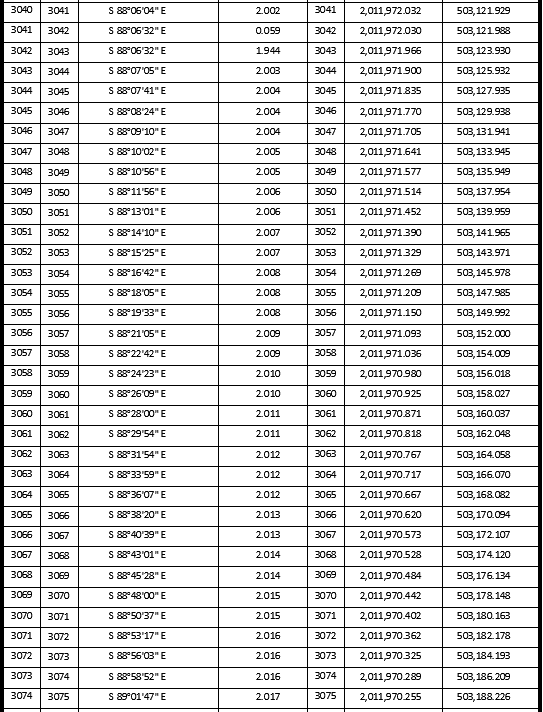 3040 3041 S 88°06'04" E 2.002 3041 2,011,972.032 503,121.929
3041 3042 S 88°06'32" E 0.059 3042 2,011,972.030 503,121.988
3042 3043 S 88°06'32" E 1.944 3043 2,011,971.966 503,123.930
3043 3044 S 88°07'05" E 2.003 3044 2,011,971.900 503,125.932
3044 3045 S 88°07'41" E 2.004 3045 2,011,971.835 503,127.935
3045 3046 S 88°08'24" E 2.004 3046 2,011,971.770 503,129.938
3046 3047 S 88°09'10" E 2.004 3047 2,011,971.705 503,131.941
3047 3048 S 88°10'02" E 2.005 3048 2,011,971.641 503,133.945
3048 3049 S 88°10'56" E 2.005 3049 2,011,971.577 503,135.949
3049 3050 S 88°11'56" E 2.006 3050 2,011,971.514 503,137.954
3050 3051 S 88°13'01" E 2.006 3051 2,011,971.452 503,139.959
3051 3052 S 88°14'10" E 2.007 3052 2,011,971.390 503,141.965
3052 3053 S 88°15'25" E 2.007 3053 2,011,971.329 503,143.971
3053 3054 S 88°16'42" E 2.008 3054 2,011,971.269 503,145.978
3054 3055 S 88°18'05" E 2.008 3055 2,011,971.209 503,147.985
3055 3056 S 88°19'33" E 2.008 3056 2,011,971.150 503,149.992
3056 3057 S 88°21'05" E 2.009 3057 2,011,971.093 503,152.000
3057 3058 S 88°22'42" E 2.009 3058 2,011,971.036 503,154.009
3058 3059 S 88°24'23" E 2.010 3059 2,011,970.980 503,156.018
3059 3060 S 88°26'09" E 2.010 3060 2,011,970.925 503,158.027
3060 3061 S 88°28'00" E 2.011 3061 2,011,970.871 503,160.037
3061 3062 S 88°29'54" E 2.011 3062 2,011,970.818 503,162.048
3062 3063 S 88°31'54" E 2.012 3063 2,011,970.767 503,164.058
3063 3064 S 88°33'59" E 2.012 3064 2,011,970.717 503,166.070
3064 3065 S 88°36'07" E 2.012 3065 2,011,970.667 503,168.082
3065 3066 S 88°38'20" E 2.013 3066 2,011,970.620 503,170.094
3066 3067 S 88°40'39" E 2.013 3067 2,011,970.573 503,172.107
3067 3068 S 88°43'01" E 2.014 3068 2,011,970.528 503,174.120
3068 3069 S 88°45'28" E 2.014 3069 2,011,970.484 503,176.134
3069 3070 S 88°48'00" E 2.015 3070 2,011,970.442 503,178.148
3070 3071 S 88°50'37" E 2.015 3071 2,011,970.402 503,180.163
3071 3072 S 88°53'17" E 2.016 3072 2,011,970.362 503,182.178
3072 3073 S 88°56'03" E 2.016 3073 2,011,970.325 503,184.193
3073 3074 S 88°58'52" E 2.016 3074 2,011,970.289 503,186.209
3074 3075 S 89°01'47" E 2.017 3075 2,011,970.255 503,188.226